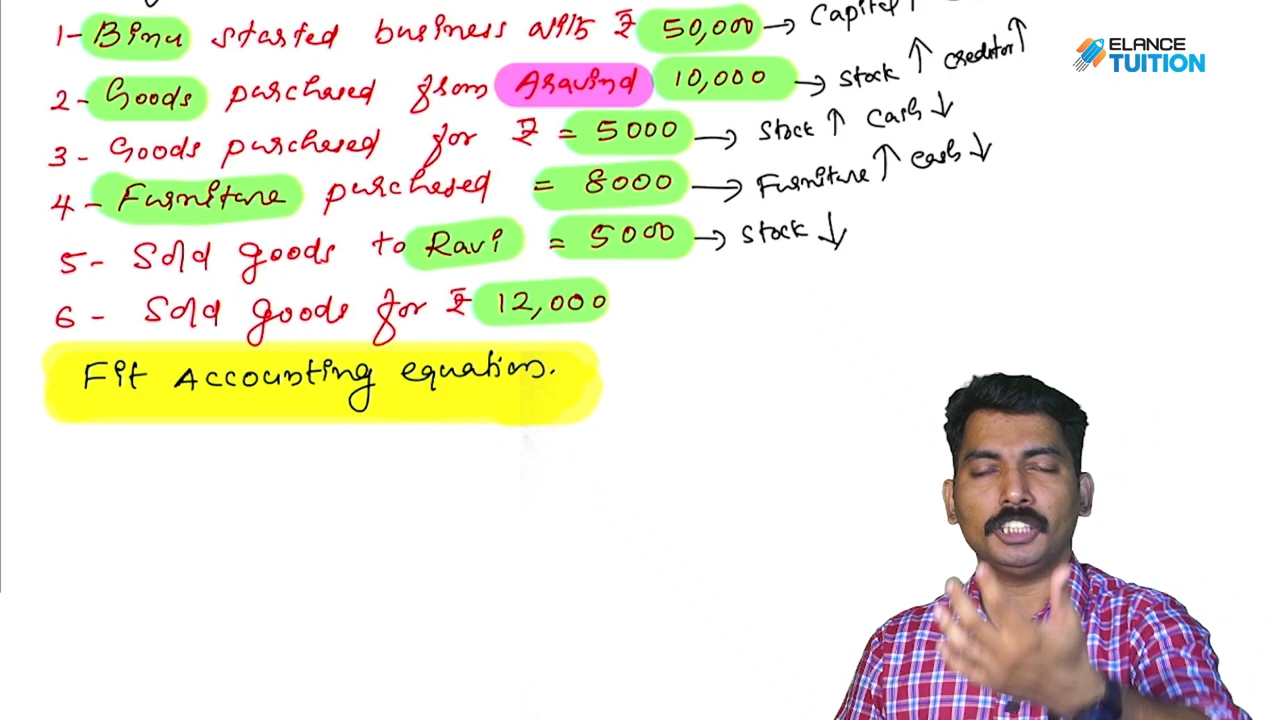 1- Binu started business with ₹ 50,000 → Capital ↑
2- Goods purchased from Aravind 10,000 → Stock ↑ creditor ↑
3- Goods purchased for ₹ = 5000 → Stock ↑ Cash ↓
4- Furniture purchased = 8000 → Furniture ↑ Cash ↓
5- Sold goods to Ravi = 5000 → Stock ↓
6- Sold goods for ₹ 12,000
Fit Accounting equation.
ELANCE
TUITION